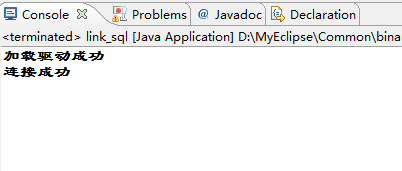 Console Problems @ Javadoc Declaration
<terminated> link_sql [Java Application] D:\MyEclipse\Common\bina
加载驱动成功
连接成功